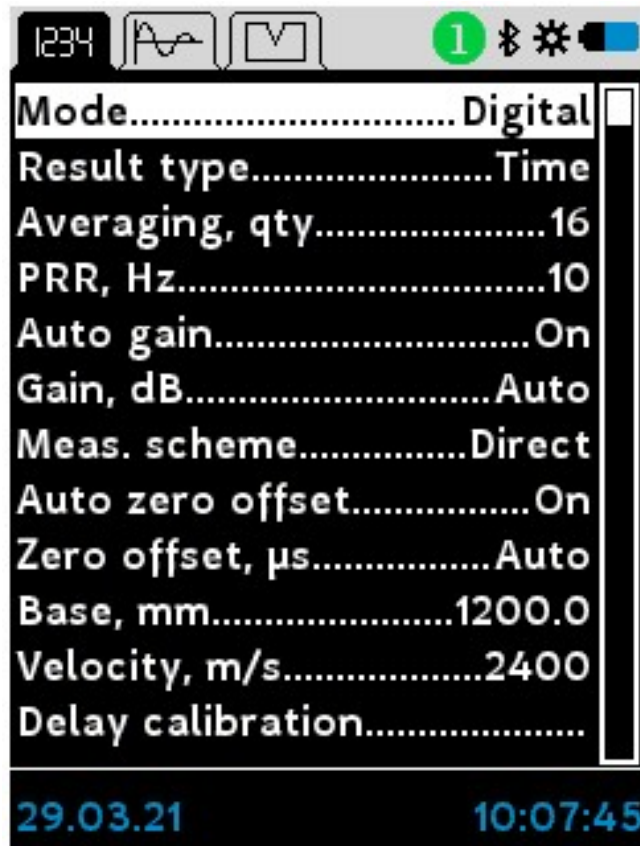 1234 1
Mode..............................Digital
Result type......................Time
Averaging, qty.....................16
PRR, Hz..................................10
Auto gain.............................On
Gain, dB............................Auto
Meas. scheme...............Direct
Auto zero offset................On
Zero offset, µs................Auto
Base, mm......................1200.0
Velocity, m/s..................2400
Delay calibration....................
29.03.21 10:07:45